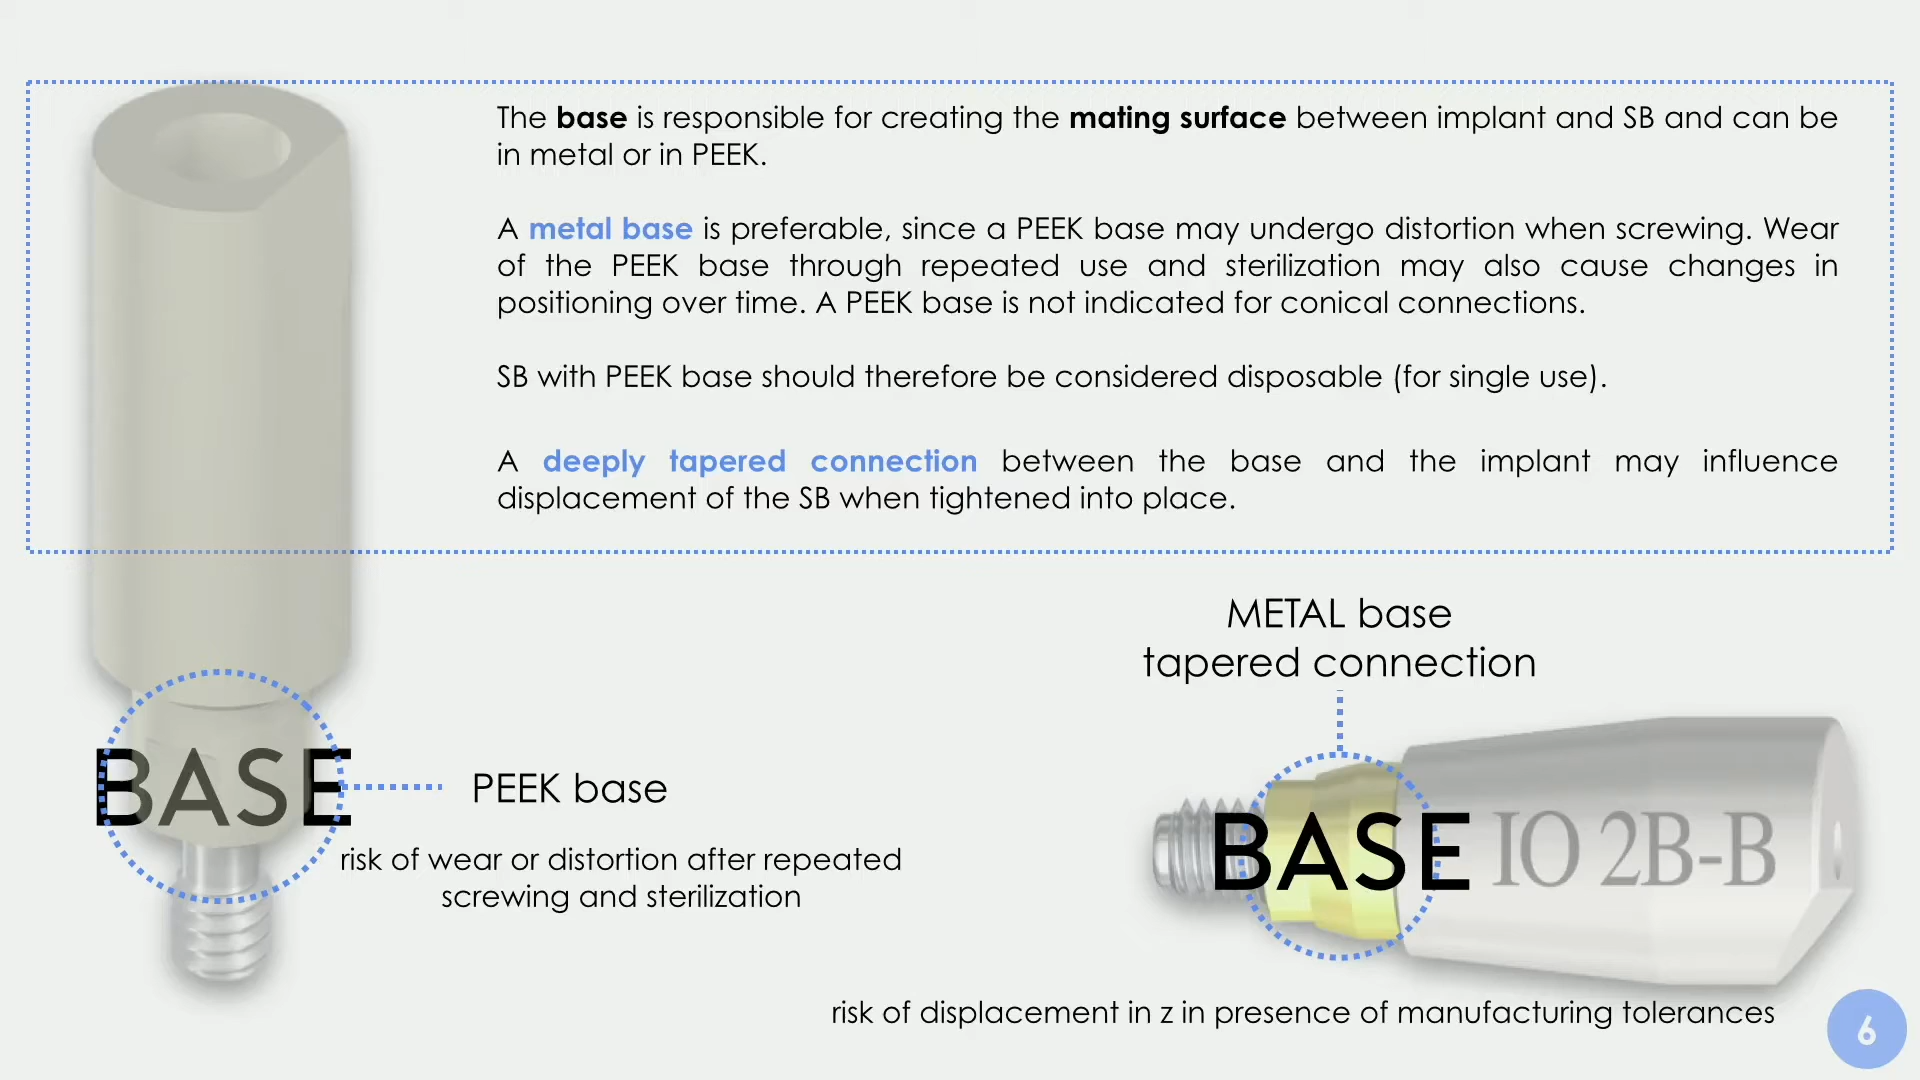 The base is responsible for creating the mating surface between implant and SB and can be
in metal or in PEEK.
A metal base is preferable, since a PEEK base may undergo distortion when screwing. Wear
of the PEEK base through repeated use and sterilization may also cause changes in
positioning over time. A PEEK base is not indicated for conical connections.
SB with PEEK base should therefore be considered disposable (for single use).
A deeply tapered connection between the base and the implant may influence
displacement of the SB when tightened into place.
METAL base
tapered connection
BASE
PEEK base
risk of wear or distortion after repeated
screwing and sterilization
BASE
IO 2B-B
risk of displacement in z in presence of manufacturing tolerances
6